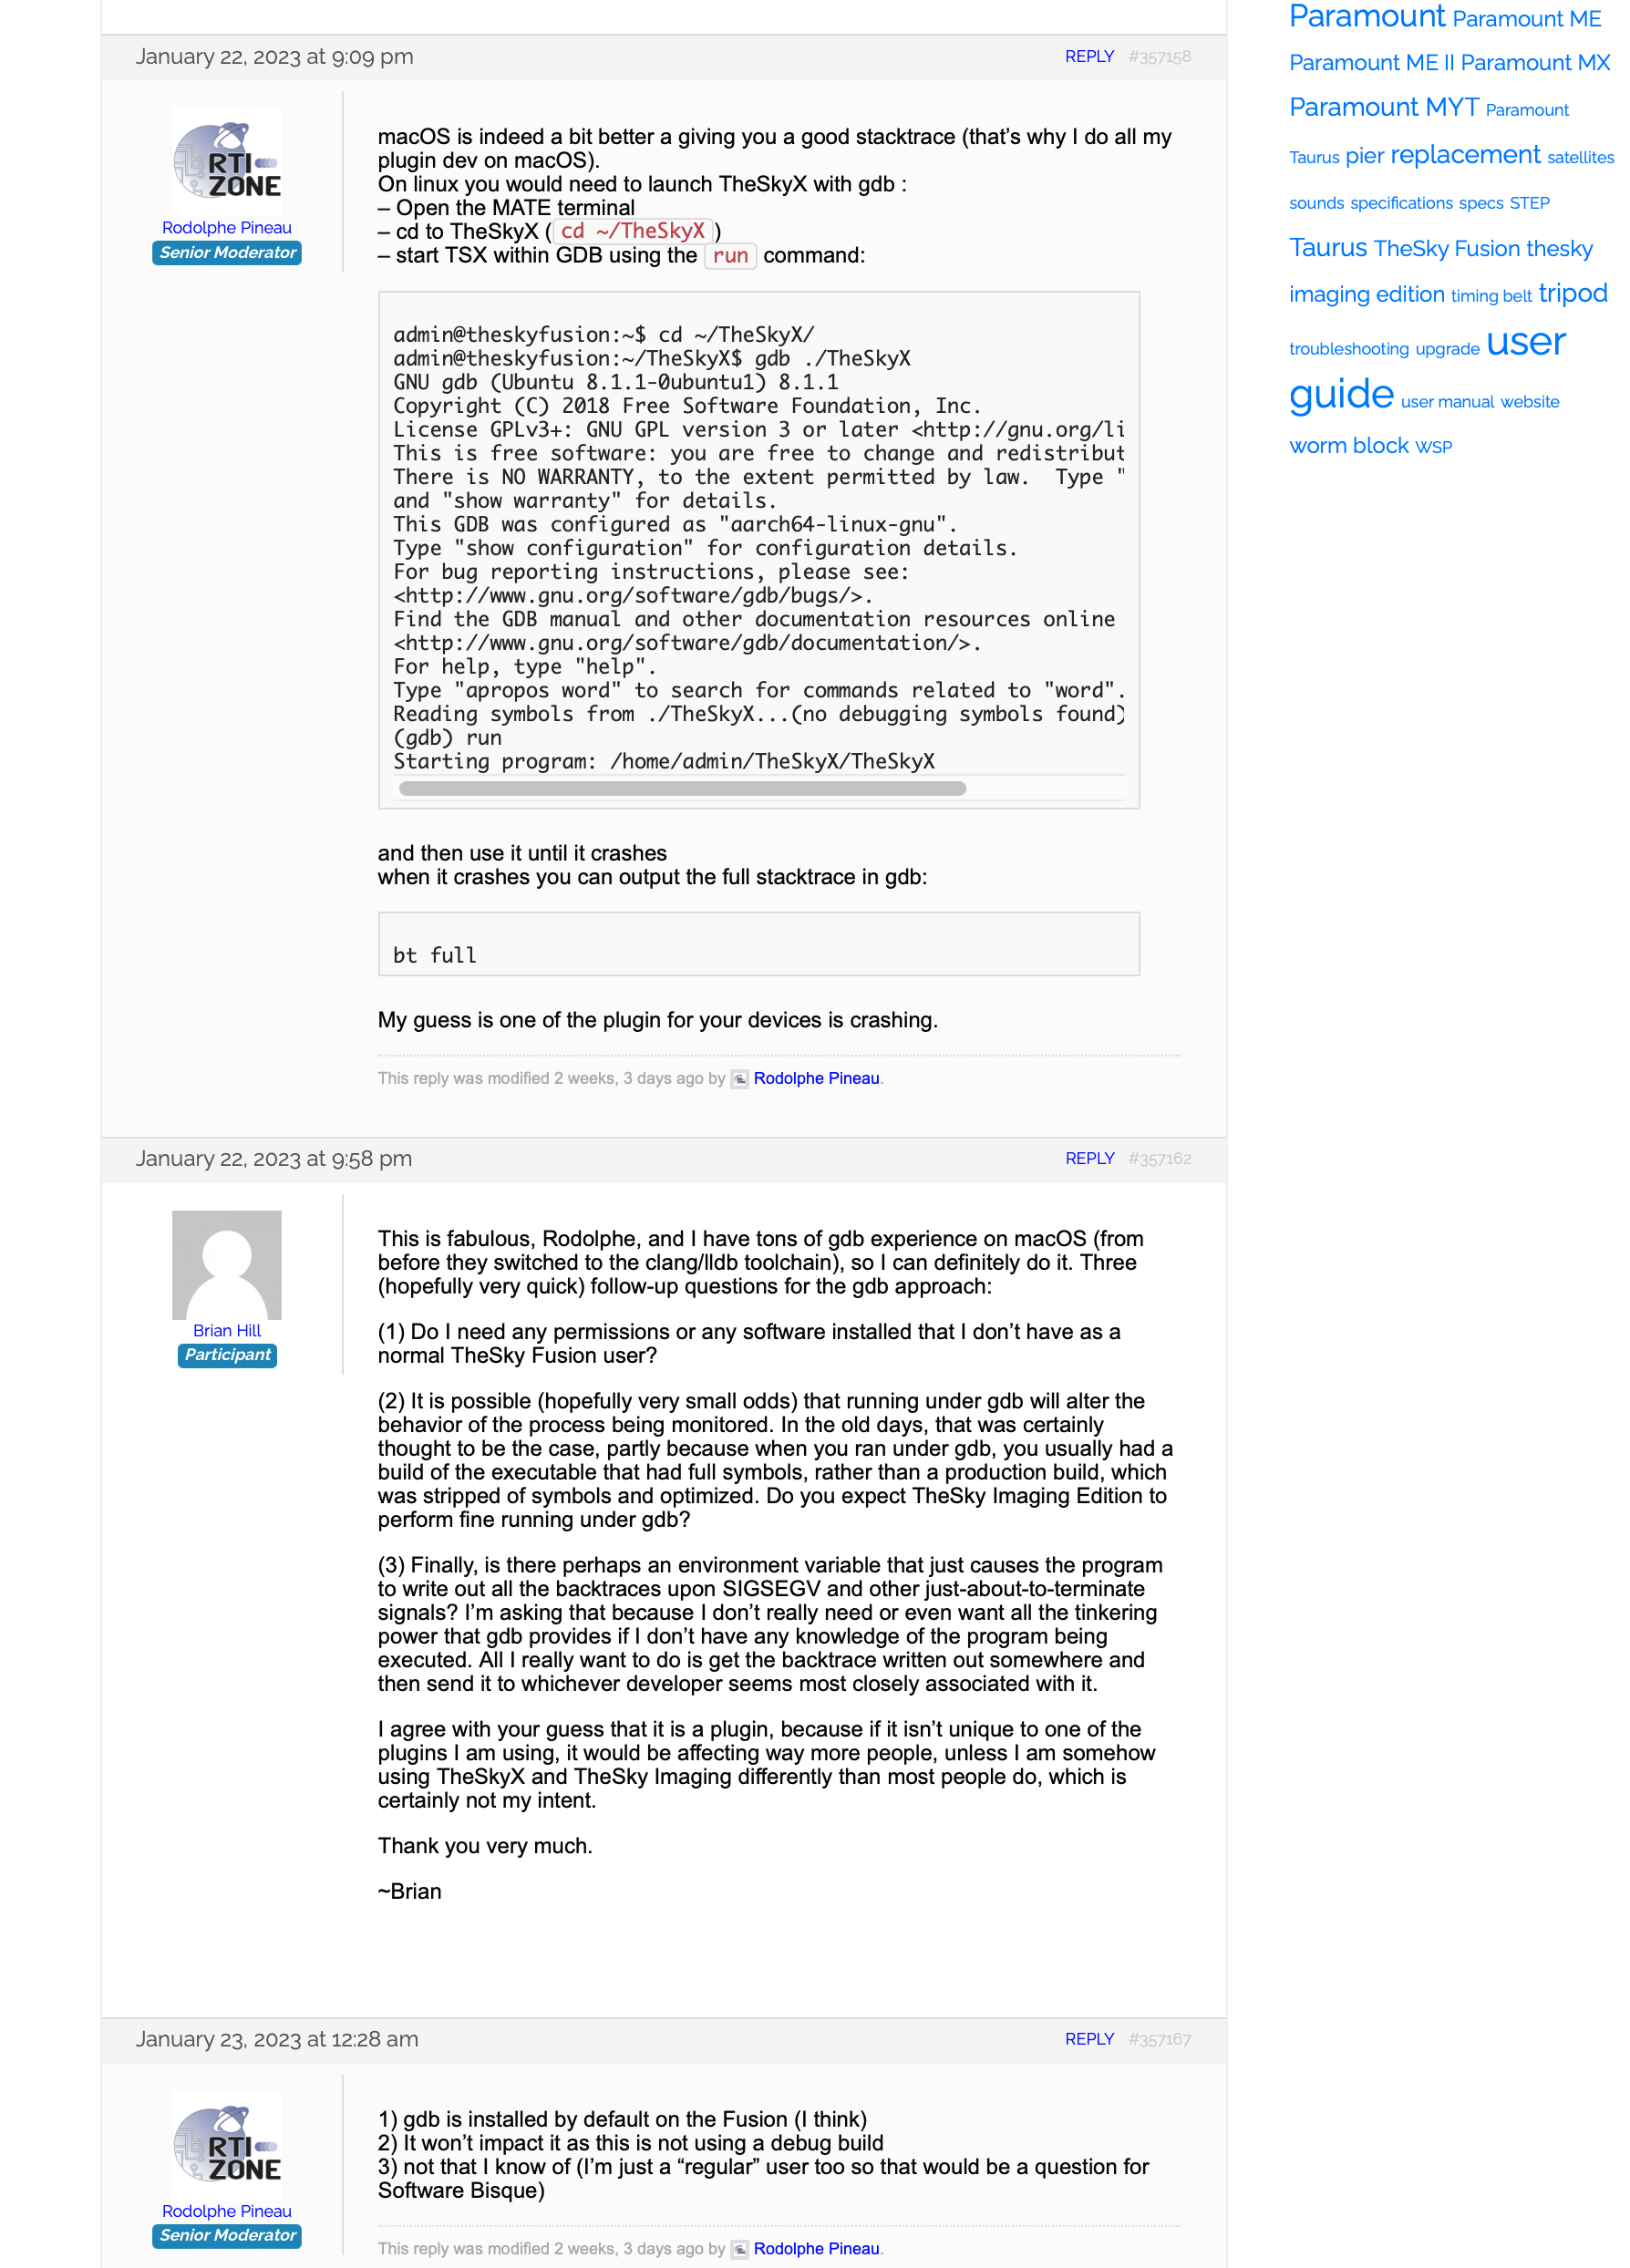 Paramount Paramount ME
Paramount ME II Paramount MX
Paramount MYT Paramount
Taurus pier replacement satellites
sounds specifications specs STEP
Taurus TheSky Fusion thesky
imaging edition timing belt tripod
troubleshooting upgrade user
guide user manual website
worm block WSP
January 22, 2023 at 9:09 pm REPLY #357158
RTI-
ZONE
Rodolphe Pineau
Senior Moderator
macOS is indeed a bit better a giving you a good stacktrace (that’s why I do all my
plugin dev on macOS).
On linux you would need to launch TheSkyX with gdb :
– Open the MATE terminal
– cd to TheSkyX ( cd ~/TheSkyX )
– start TSX within GDB using the run command:
admin@theskyfusion:~$ cd ~/TheSkyX/
admin@theskyfusion:~/TheSkyX$ gdb ./TheSkyX
GNU gdb (Ubuntu 8.1.1-0ubuntu1) 8.1.1
Copyright (C) 2018 Free Software Foundation, Inc.
License GPLv3+: GNU GPL version 3 or later <http://gnu.org/li
This is free software: you are free to change and redistribut
There is NO WARRANTY, to the extent permitted by law.  Type "
and "show warranty" for details.
This GDB was configured as "aarch64-linux-gnu".
Type "show configuration" for configuration details.
For bug reporting instructions, please see:
<http://www.gnu.org/software/gdb/bugs/>.
Find the GDB manual and other documentation resources online
<http://www.gnu.org/software/gdb/documentation/>.
For help, type "help".
Type "apropos word" to search for commands related to "word".
Reading symbols from ./TheSkyX...(no debugging symbols found)
(gdb) run
Starting program: /home/admin/TheSkyX/TheSkyX
and then use it until it crashes
when it crashes you can output the full stacktrace in gdb:
bt full
My guess is one of the plugin for your devices is crashing.
This reply was modified 2 weeks, 3 days ago by Rodolphe Pineau.
January 22, 2023 at 9:58 pm REPLY #357162
Brian Hill
Participant
This is fabulous, Rodolphe, and I have tons of gdb experience on macOS (from
before they switched to the clang/lldb toolchain), so I can definitely do it. Three
(hopefully very quick) follow-up questions for the gdb approach:
(1) Do I need any permissions or any software installed that I don’t have as a
normal TheSky Fusion user?
(2) It is possible (hopefully very small odds) that running under gdb will alter the
behavior of the process being monitored. In the old days, that was certainly
thought to be the case, partly because when you ran under gdb, you usually had a
build of the executable that had full symbols, rather than a production build, which
was stripped of symbols and optimized. Do you expect TheSky Imaging Edition to
perform fine running under gdb?
(3) Finally, is there perhaps an environment variable that just causes the program
to write out all the backtraces upon SIGSEGV and other just-about-to-terminate
signals? I’m asking that because I don’t really need or even want all the tinkering
power that gdb provides if I don’t have any knowledge of the program being
executed. All I really want to do is get the backtrace written out somewhere and
then send it to whichever developer seems most closely associated with it.
I agree with your guess that it is a plugin, because if it isn’t unique to one of the
plugins I am using, it would be affecting way more people, unless I am somehow
using TheSkyX and TheSky Imaging differently than most people do, which is
certainly not my intent.
Thank you very much.
~Brian
January 23, 2023 at 12:28 am REPLY #357167
RTI-
ZONE
Rodolphe Pineau
Senior Moderator
1) gdb is installed by default on the Fusion (I think)
2) It won’t impact it as this is not using a debug build
3) not that I know of (I’m just a “regular” user too so that would be a question for
Software Bisque)
This reply was modified 2 weeks, 3 days ago by Rodolphe Pineau.